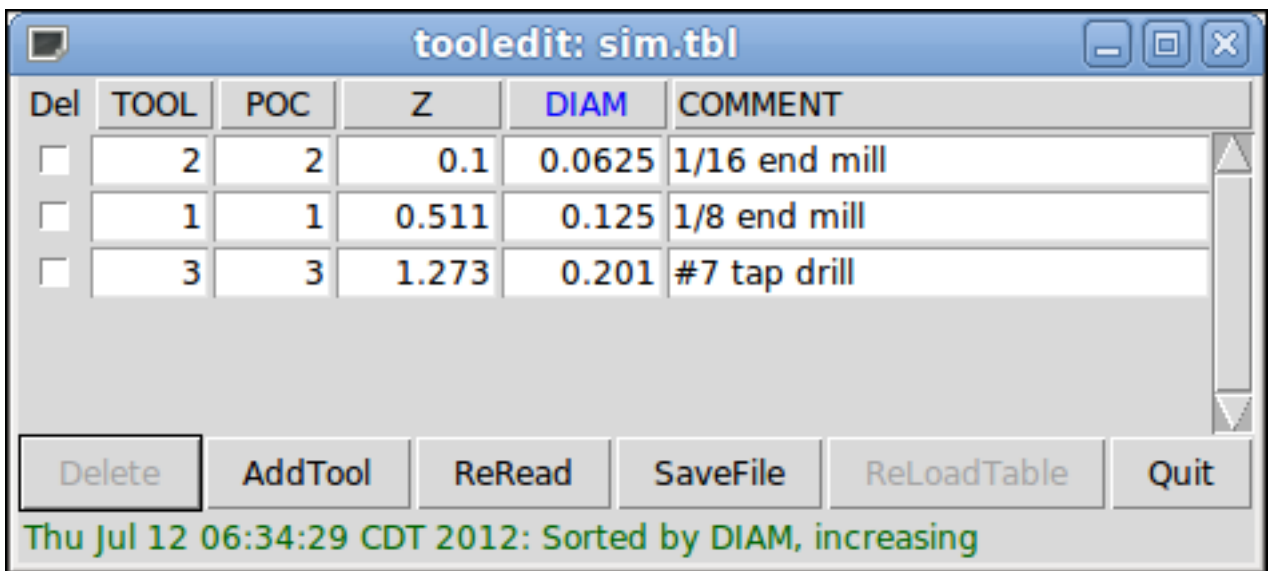 tooledit: sim.tbl
Del TOOL POC Z DIAM COMMENT
2 2 0.1 0.0625 1/16 end mill
1 1 0.511 0.125 1/8 end mill
3 3 1.273 0.201 #7 tap drill
Delete AddTool ReRead SaveFile ReLoadTable Quit
Thu Jul 12 06:34:29 CDT 2012: Sorted by DIAM, increasing